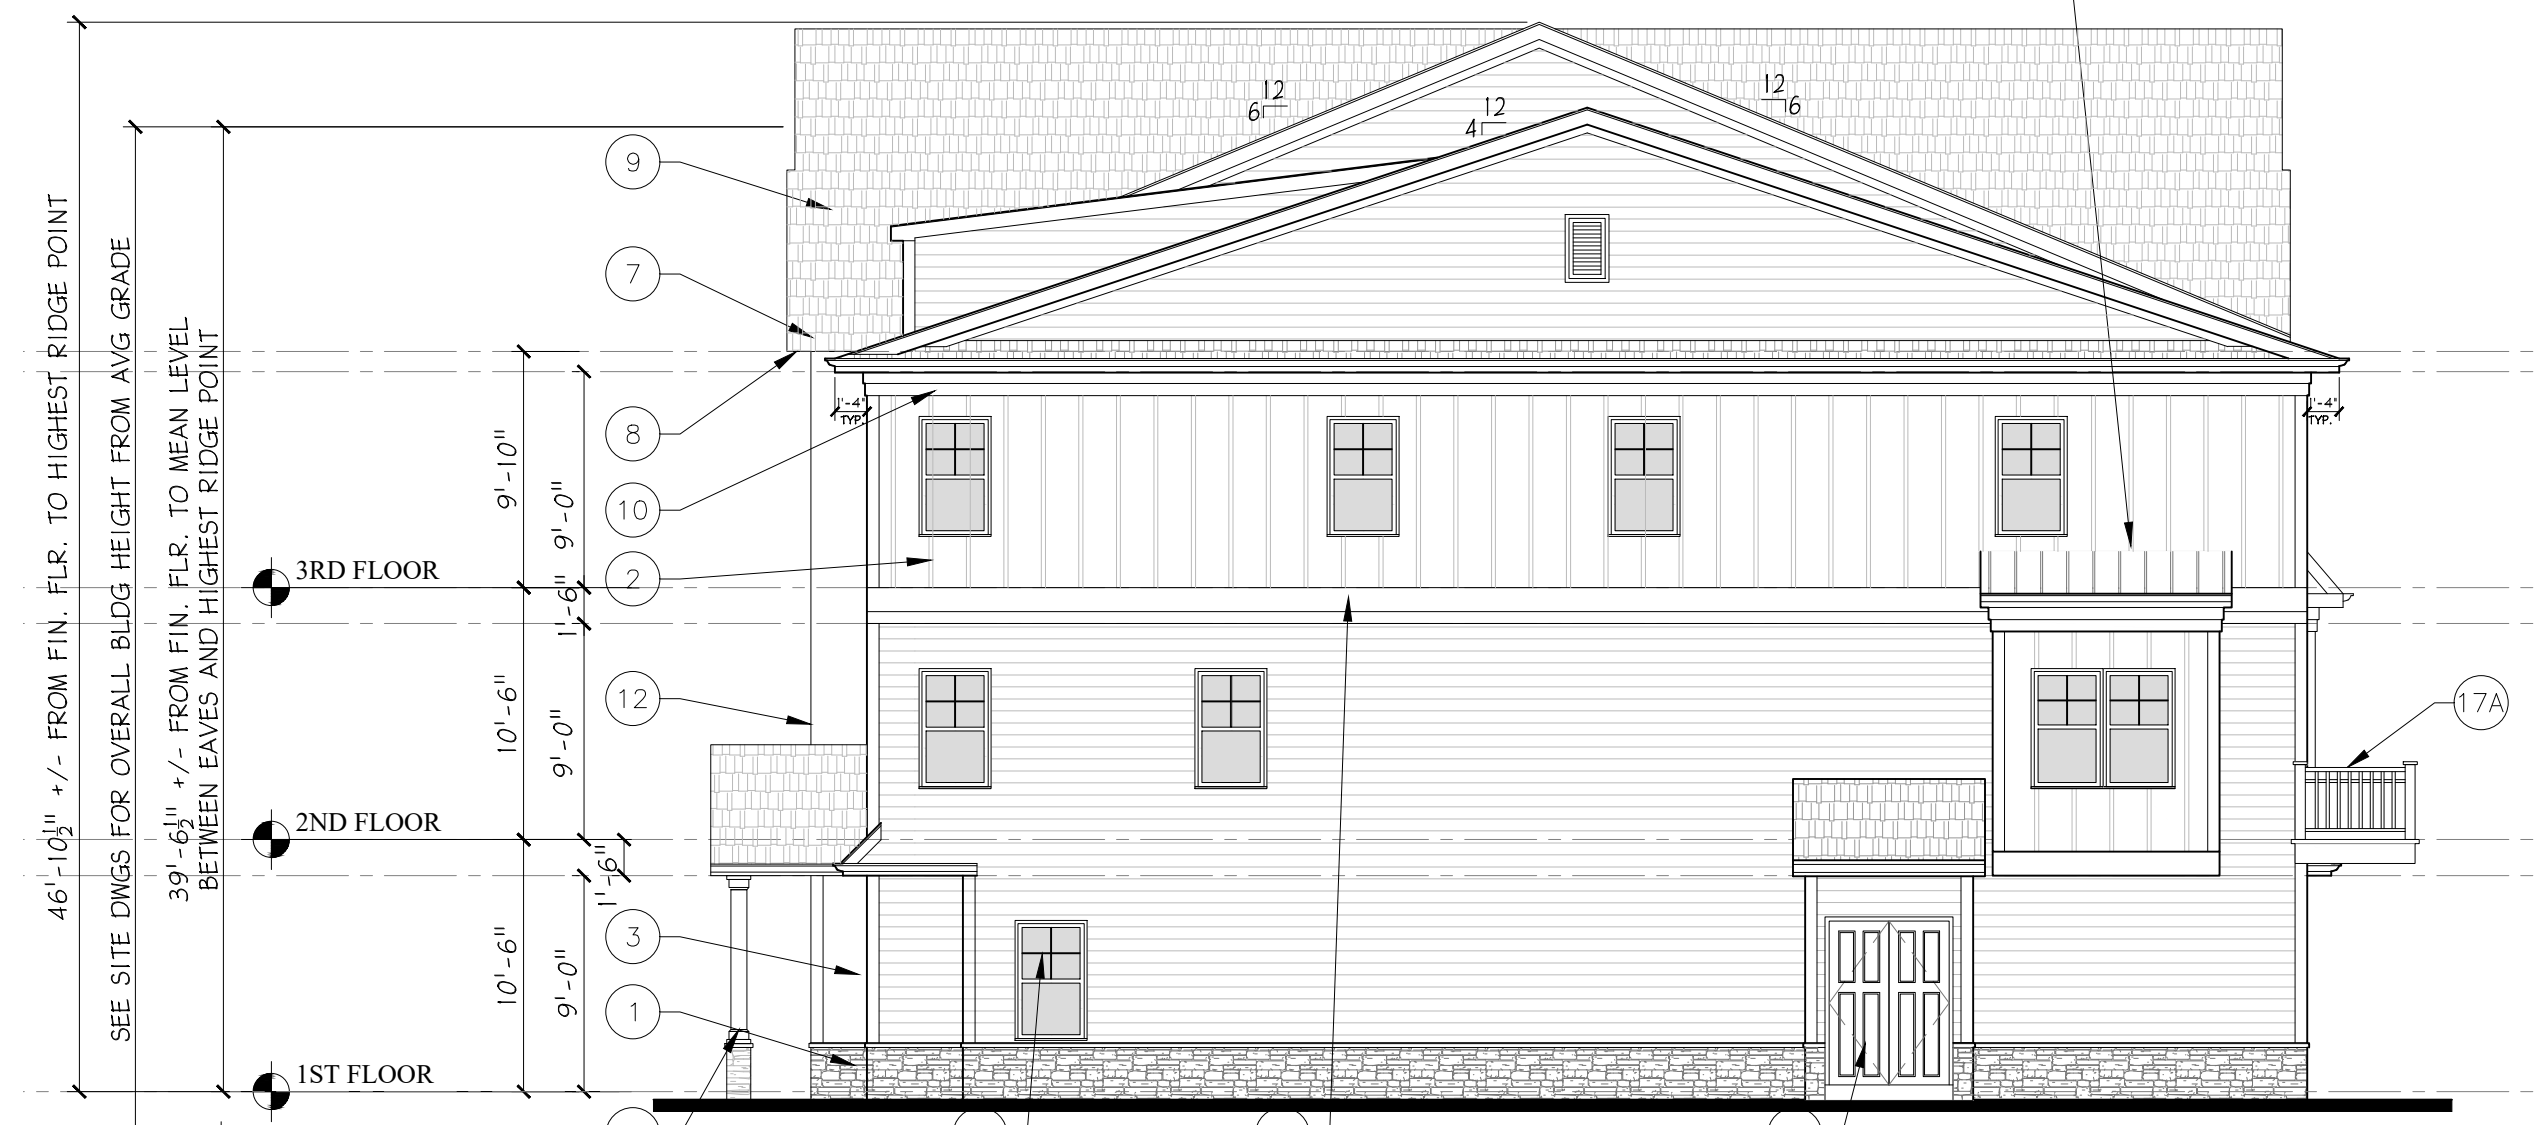 46'-10½" +/- FROM FIN. FLR. TO HIGHEST RIDGE POINT
SEE SITE DWGS FOR OVERALL BLDG HEIGHT FROM AVG GRADE
39'-6½" +/- FROM FIN. FLR. TO MEAN LEVEL
BETWEEN EAVES AND HIGHEST RIDGE POINT
12
6
12
4
12
6
9
7
8
10
2
12
3
1
17A
1'-4"
TYP.
1'-4"
TYP.
9'-10"
9'-0"
3RD FLOOR
1'-6"
10'-6"
9'-0"
2ND FLOOR
1'-6"
10'-6"
9'-0"
1ST FLOOR